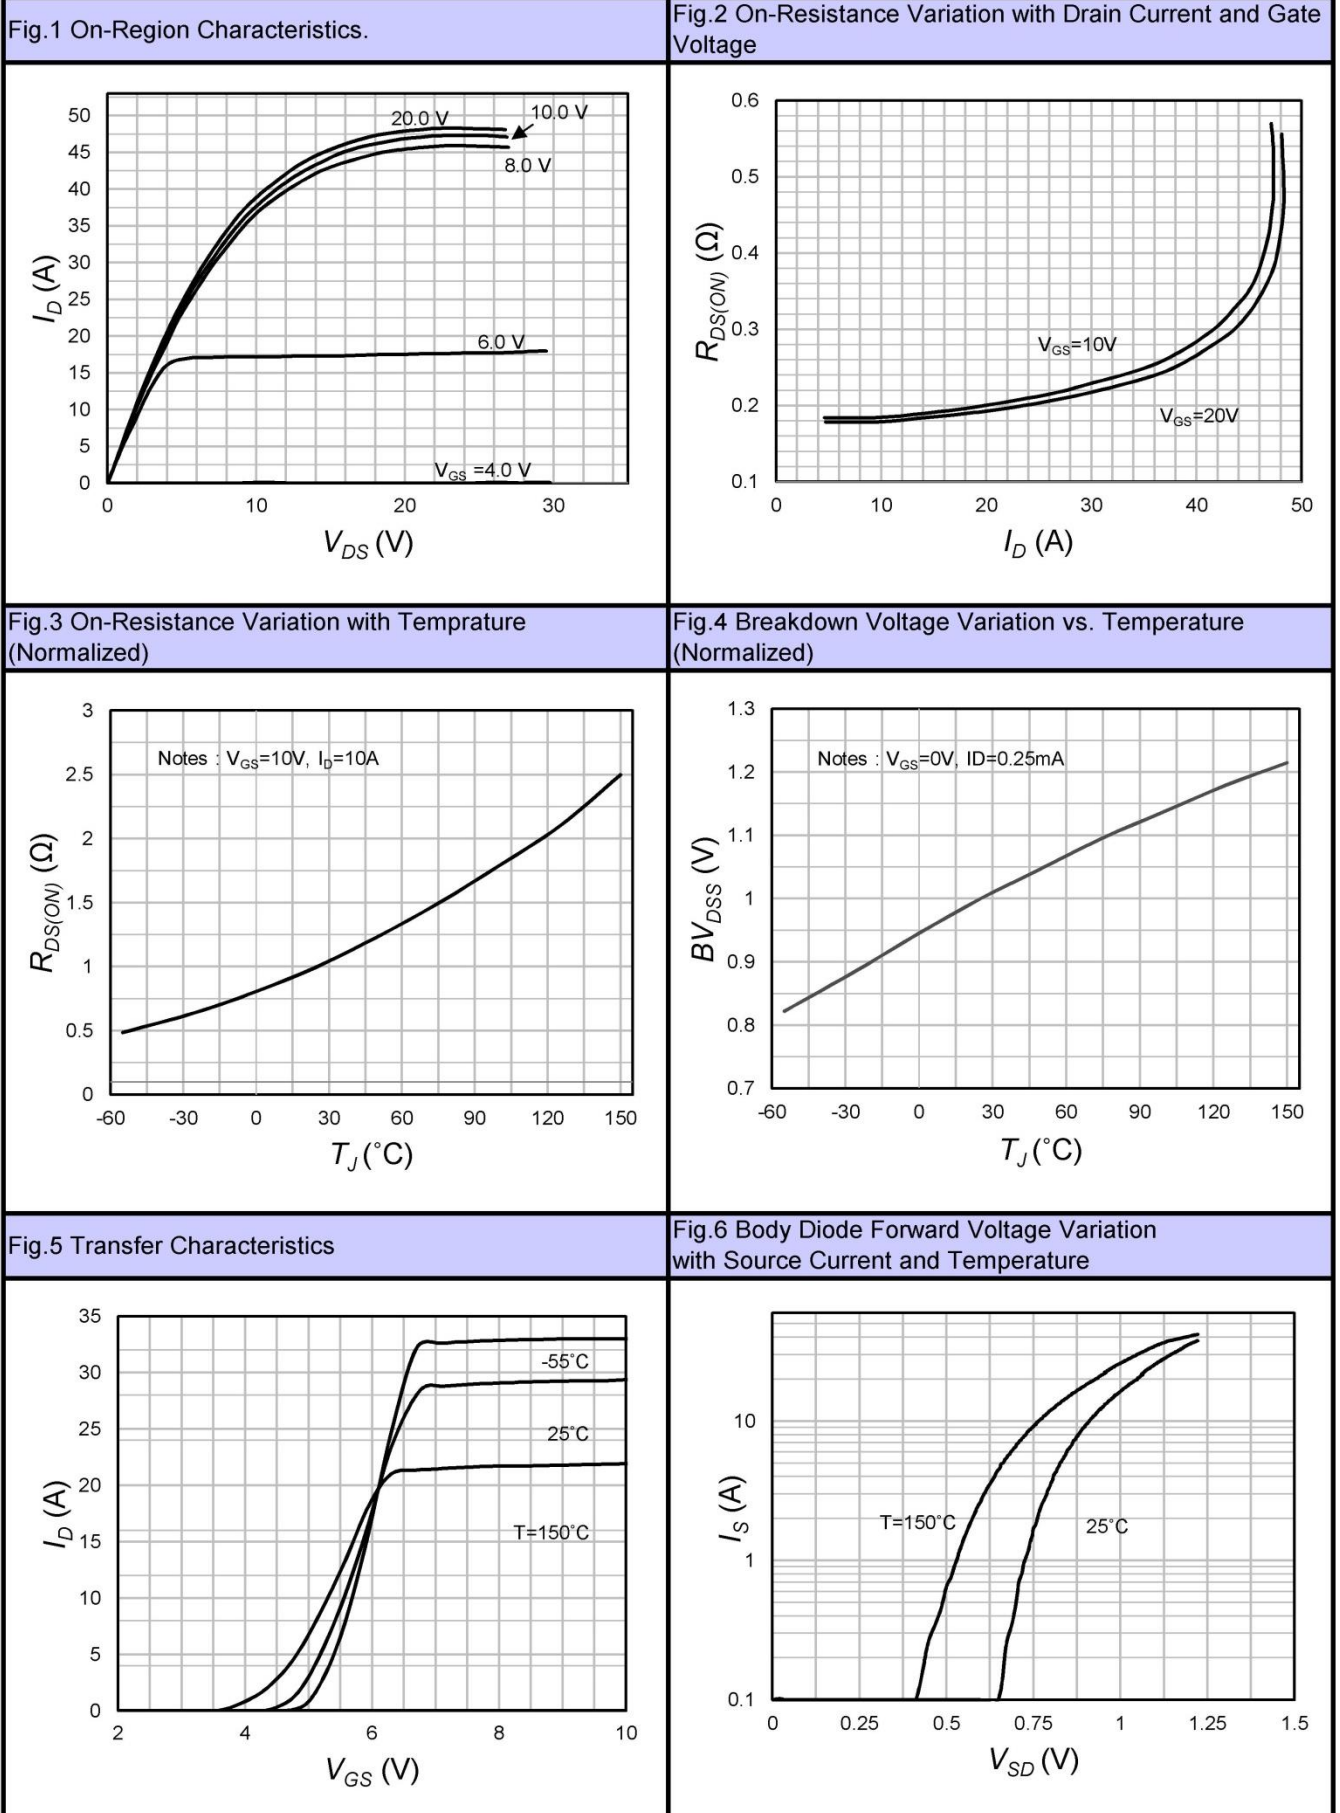 Fig.1 On-Region Characteristics.
Fig.2 On-Resistance Variation with Drain Current and Gate
Voltage
50
45
40
35
30
25
20
15
10
5
0
I_D (A)
20.0 V
10.0 V
8.0 V
6.0 V
V_GS =4.0 V
0 10 20 30
V_DS (V)
0.6
0.5
0.4
0.3
0.2
0.1
R_DS(ON) (Ω)
V_GS=10V
V_GS=20V
0 10 20 30 40 50
I_D (A)
Fig.3 On-Resistance Variation with Temprature
(Normalized)
Fig.4 Breakdown Voltage Variation vs. Temperature
(Normalized)
3
2.5
2
1.5
1
0.5
0
R_DS(ON) (Ω)
Notes : V_GS=10V, I_D=10A
-60 -30 0 30 60 90 120 150
T_J (˚C)
1.3
1.2
1.1
1
0.9
0.8
0.7
BV_DSS (V)
Notes : V_GS=0V, ID=0.25mA
-60 -30 0 30 60 90 120 150
T_J (˚C)
Fig.5 Transfer Characteristics
Fig.6 Body Diode Forward Voltage Variation
with Source Current and Temperature
35
30
25
20
15
10
5
0
I_D (A)
-55˚C
25˚C
T=150˚C
2 4 6 8 10
V_GS (V)
10
1
0.1
I_S (A)
T=150˚C
25˚C
0 0.25 0.5 0.75 1 1.25 1.5
V_SD (V)